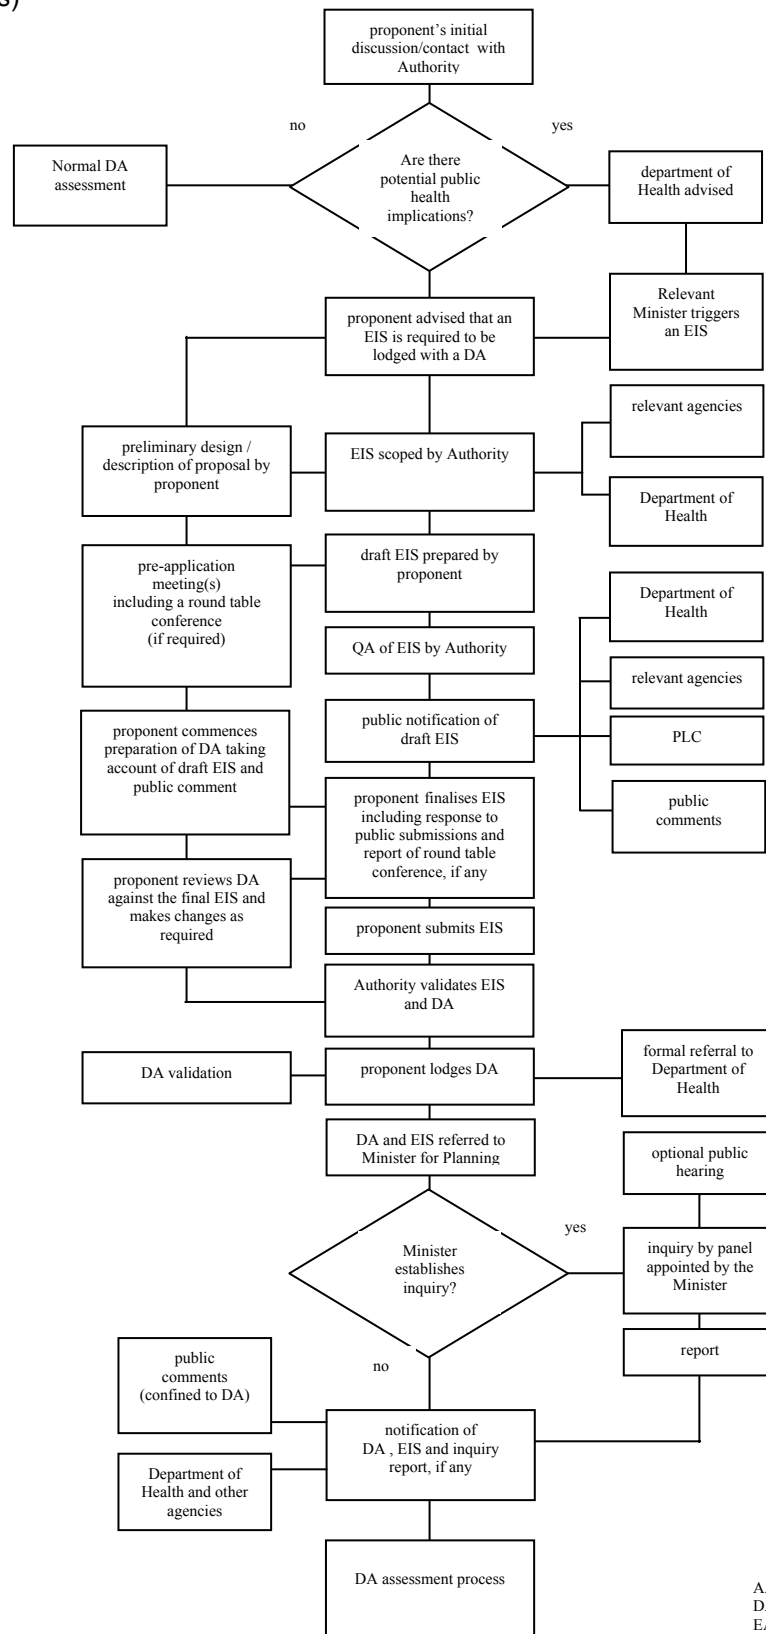 s)
proponent's initial
discussion/contact with
Authority
no
yes
Normal DA
assessment
Are there
potential public
health
implications?
department of
Health advised
proponent advised that an
EIS is required to be
lodged with a DA
Relevant
Minister triggers
an EIS
relevant agencies
preliminary design /
description of proposal by
proponent
EIS scoped by Authority
Department of
Health
pre-application
meeting(s)
including a round table
conference
(if required)
draft EIS prepared by
proponent
Department of
Health
QA of EIS by Authority
relevant agencies
public notification of
draft EIS
PLC
proponent commences
preparation of DA taking
account of draft EIS and
public comment
public
comments
proponent finalises EIS
including response to
public submissions and
report of round table
conference, if any
proponent reviews DA
against the final EIS and
makes changes as
required
proponent submits EIS
Authority validates EIS
and DA
DA validation
proponent lodges DA
formal referral to
Department of
Health
DA and EIS referred to
Minister for Planning
optional public
hearing
yes
Minister
establishes
inquiry?
inquiry by panel
appointed by the
Minister
report
no
public
comments
(confined to DA)
notification of
DA , EIS and inquiry
report, if any
Department of
Health and other
agencies
DA assessment process